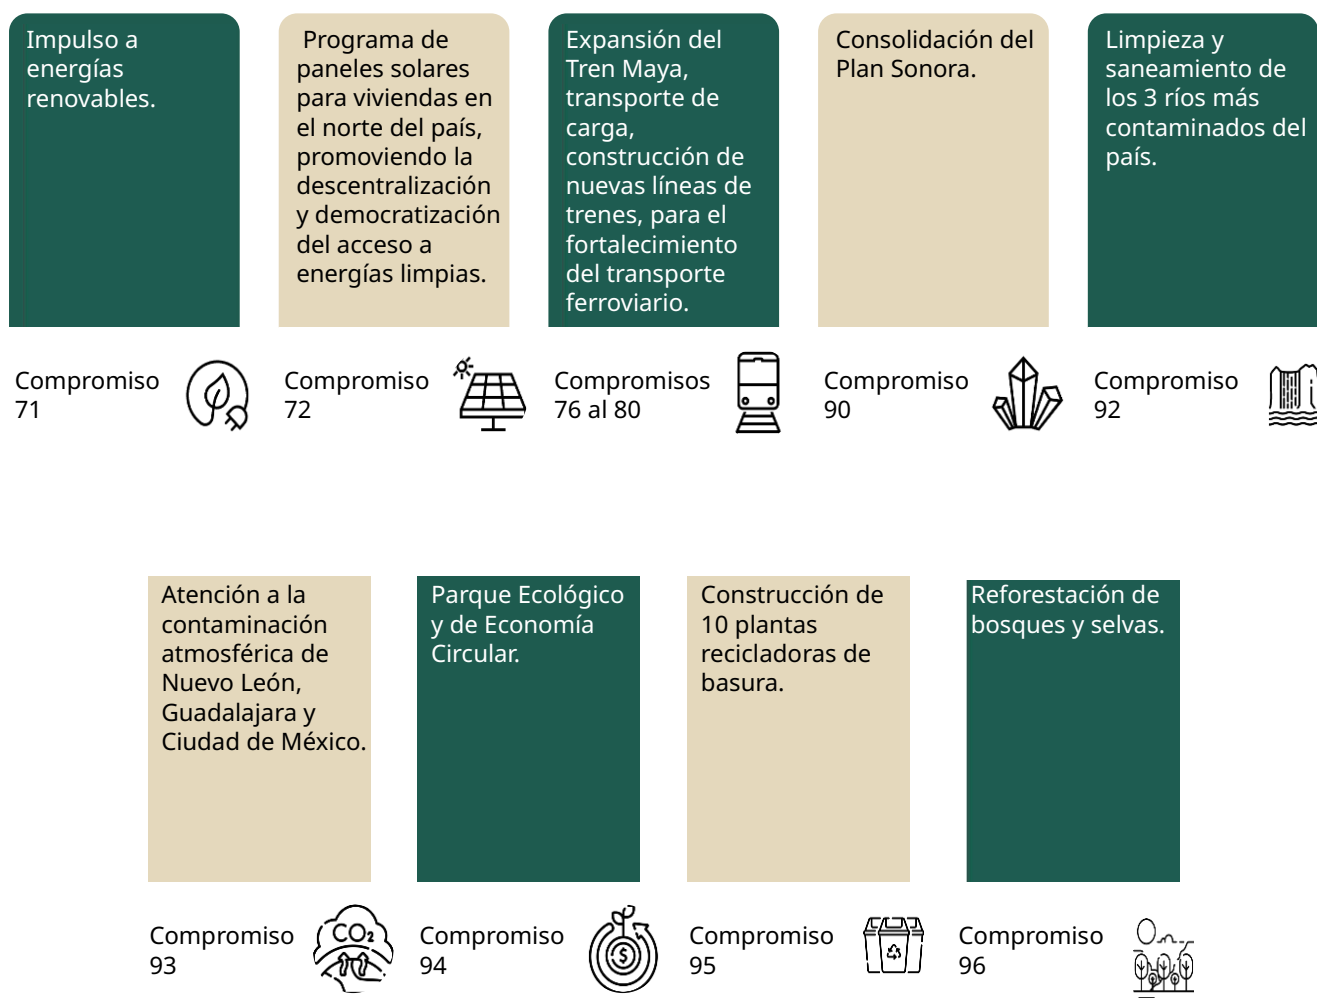 Impulso a
energías
renovables.
Programa de
paneles solares
para viviendas en
el norte del país,
promoviendo la
descentralización
y democratización
del acceso a
energías limpias.
Expansión del
Tren Maya,
transporte de
carga,
construcción de
nuevas líneas de
trenes, para el
fortalecimiento
del transporte
ferroviario.
Consolidación del
Plan Sonora.
Limpieza y
saneamiento de
los 3 ríos más
contaminados del
país.
Compromiso
71
Compromiso
72
Compromisos
76 al 80
Compromiso
90
Compromiso
92
Atención a la
contaminación
atmosférica de
Nuevo León,
Guadalajara y
Ciudad de México.
Parque Ecológico
y de Economía
Circular.
Construcción de
10 plantas
recicladoras de
basura.
Reforestación de
bosques y selvas.
Compromiso
93
CO₂
Compromiso
94
$
Compromiso
95
Compromiso
96